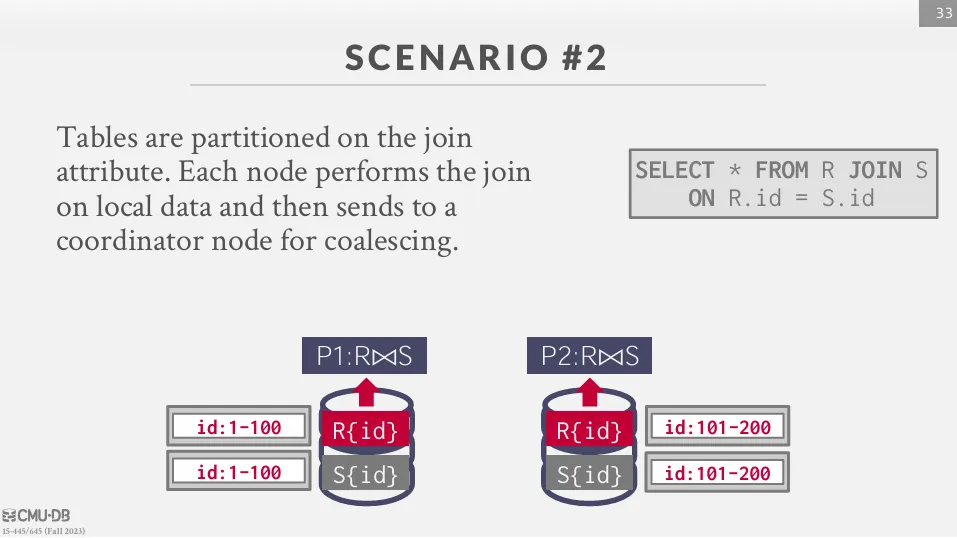 33
SCENARIO #2
Tables are partitioned on the join
attribute. Each node performs the join
on local data and then sends to a
coordinator node for coalescing.
SELECT * FROM R JOIN S
ON R.id = S.id
P1:R⋈S
P2:R⋈S
id:1-100
R{id}
R{id}
id:101-200
id:1-100
S{id}
S{id}
id:101-200
CMU·DB
15-445/645 (Fall 2023)